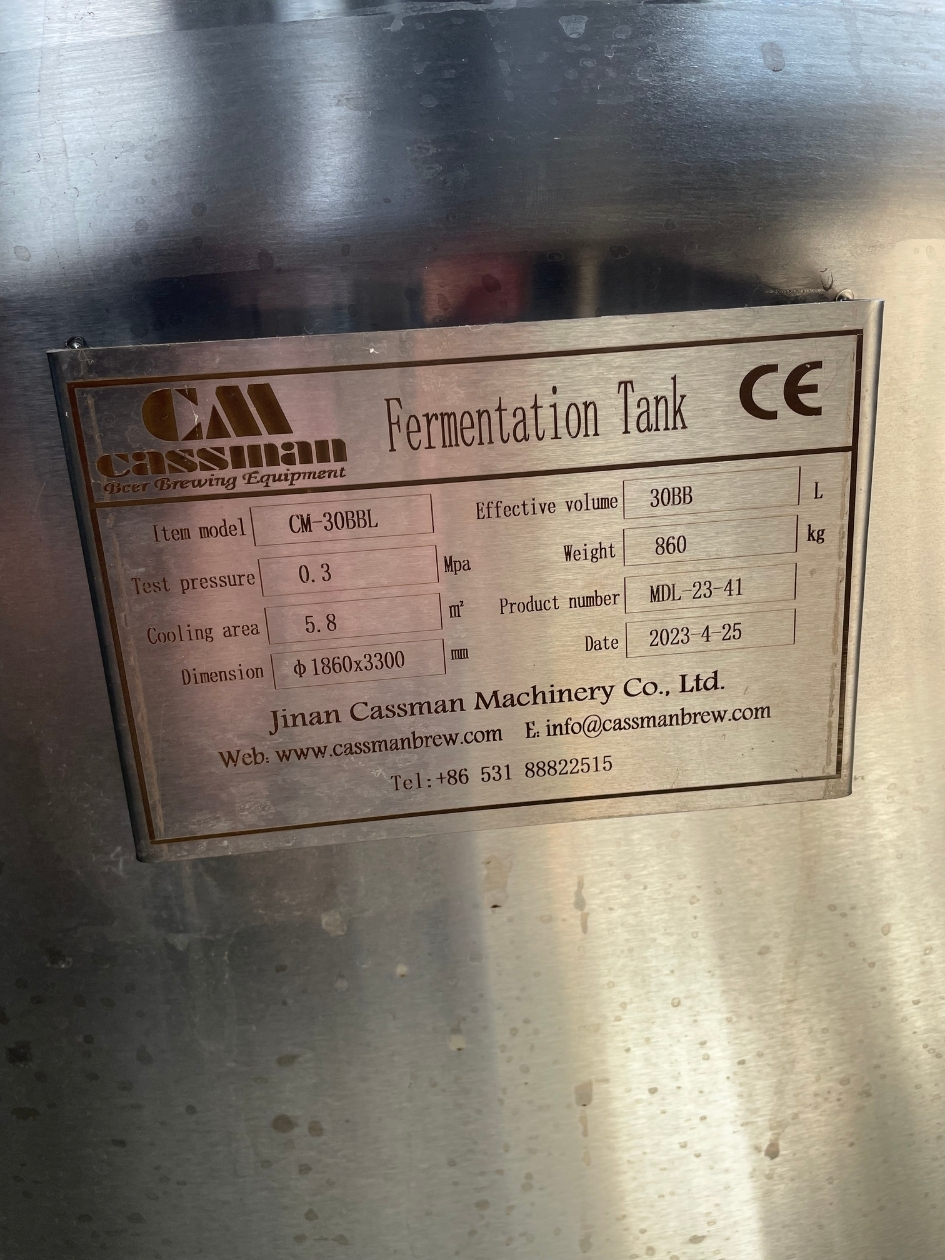 CM
cassman
Beer Brewing Equipment
Fermentation Tank
CE
Item model CM-30BBL
Effective volume 30BB L
Test pressure 0.3 Mpa
Weight 860 kg
Cooling area 5.8 m²
Product number MDL-23-41
Dimension ф1860x3300 mm
Date 2023-4-25
Jinan Cassman Machinery Co., Ltd.
Web: www.cassmanbrew.com E: info@cassmanbrew.com
Tel:+86 531 88822515